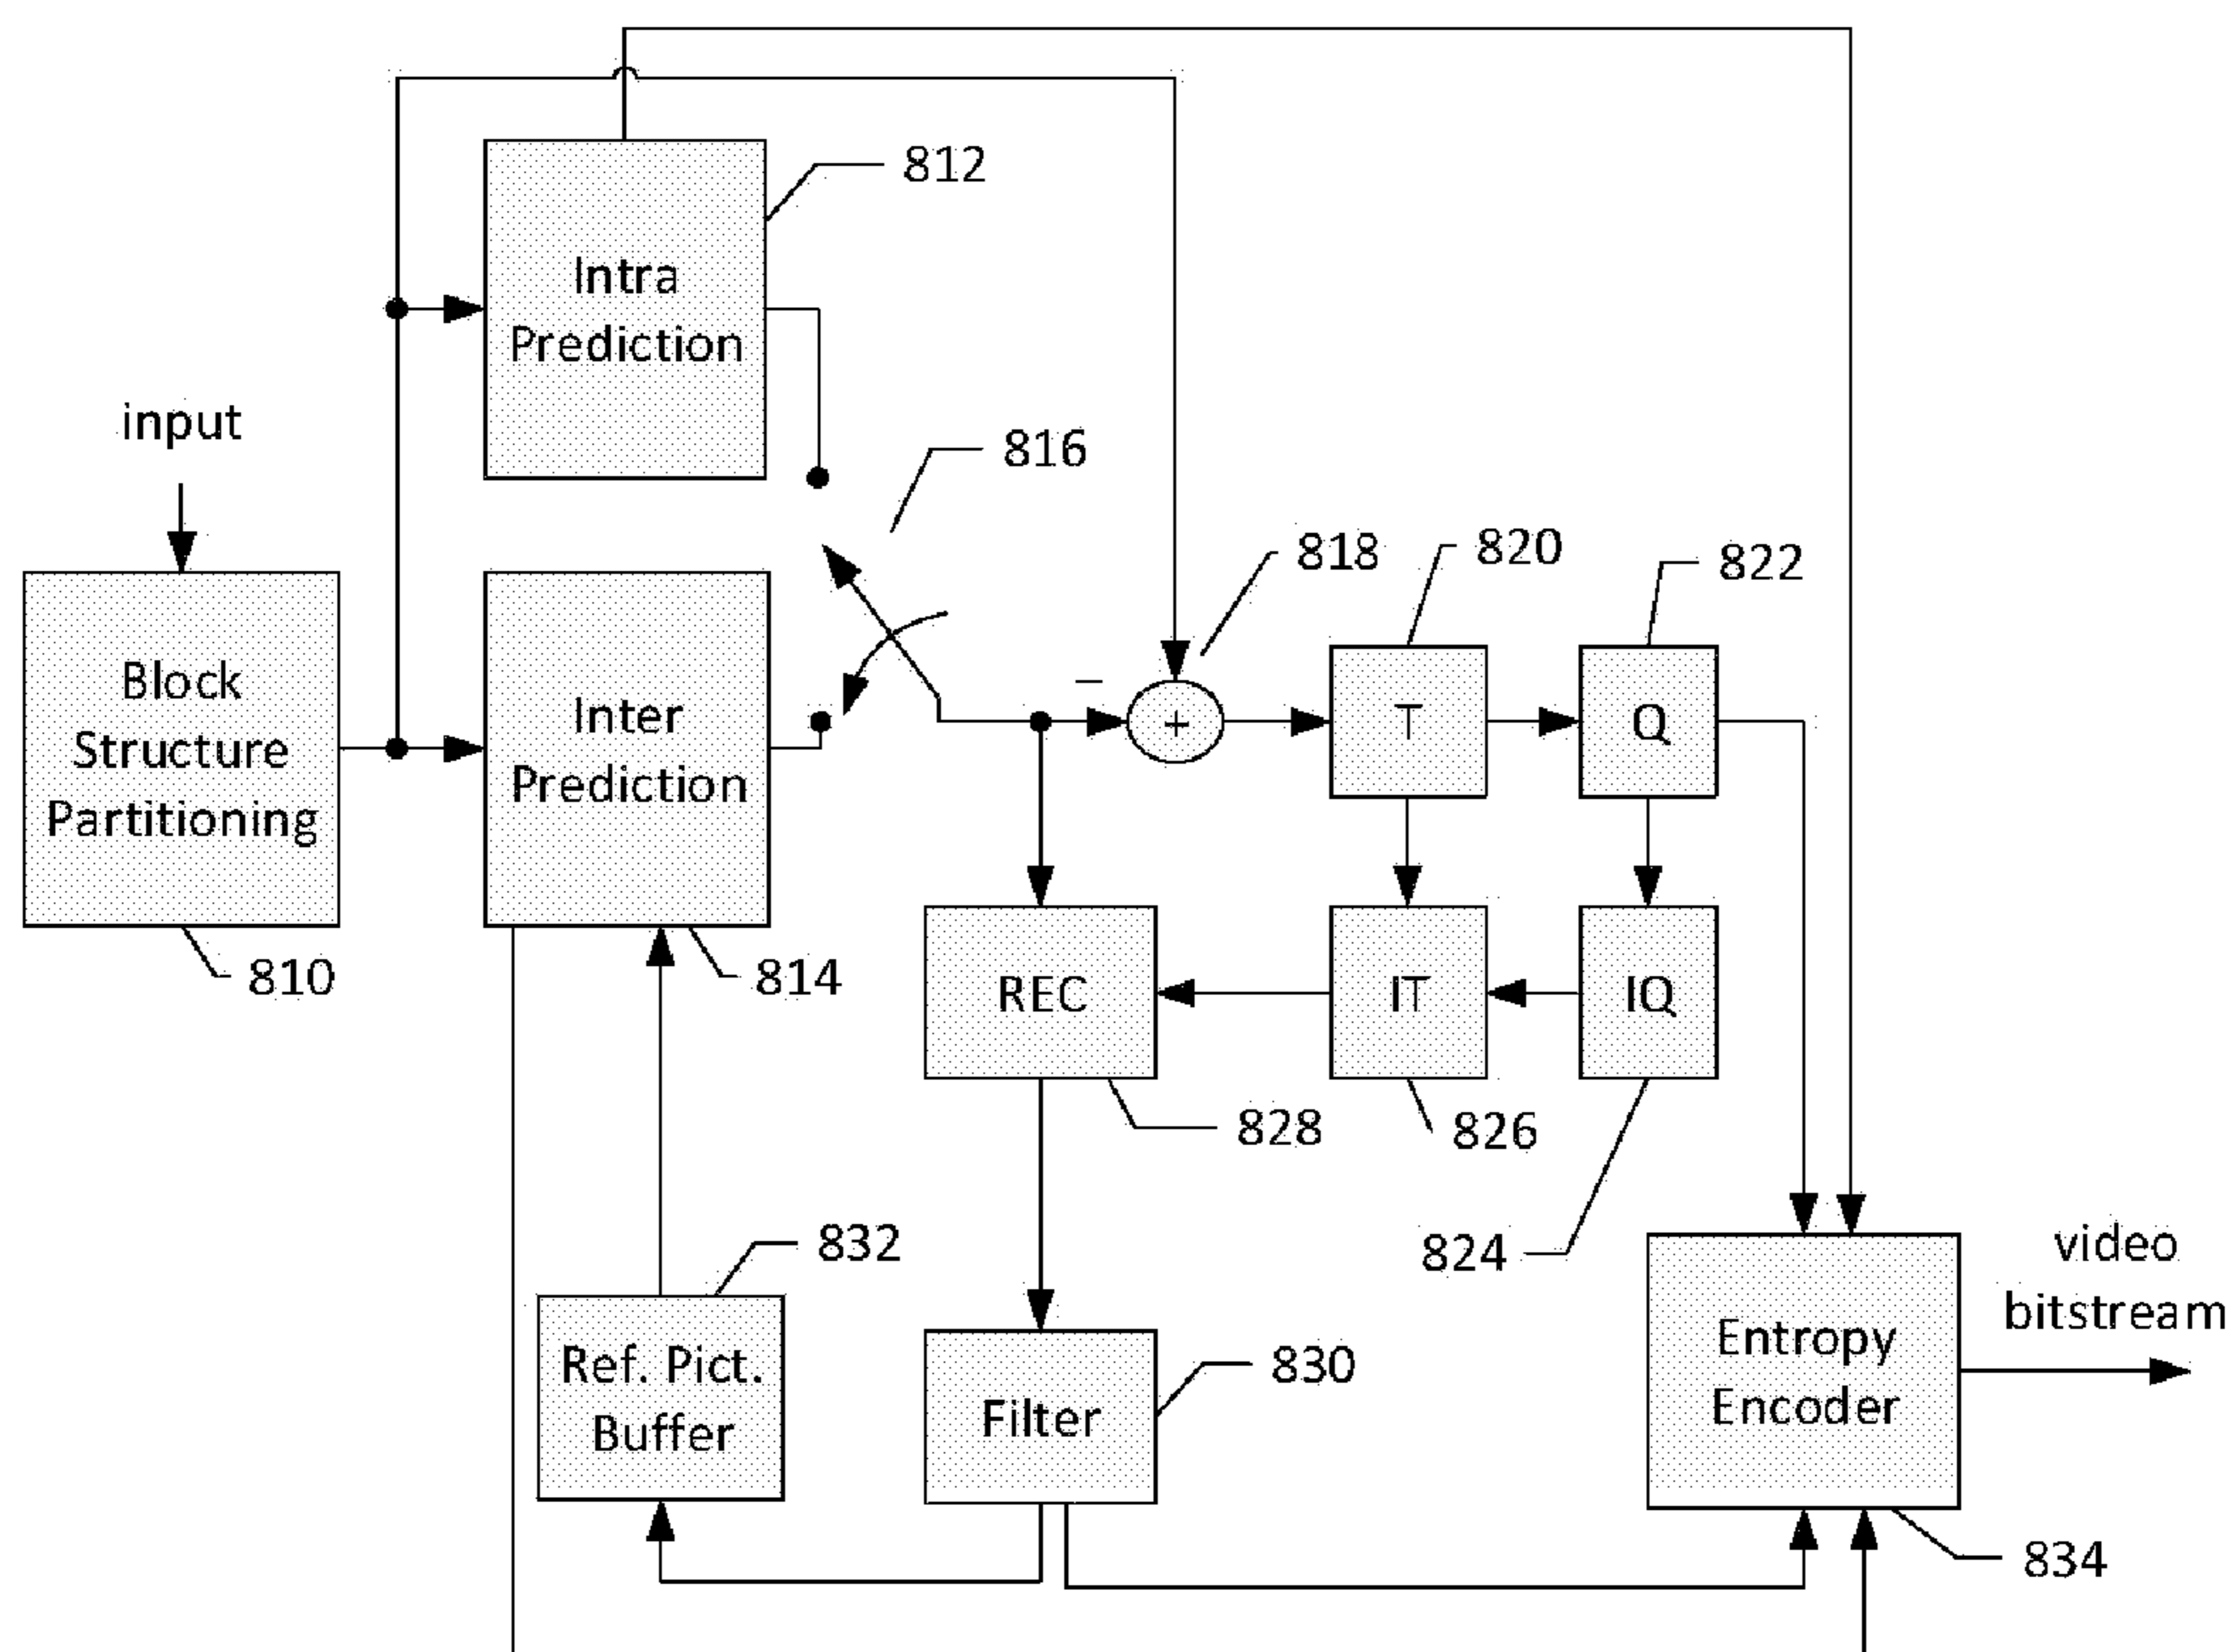 812
Intra
Prediction
input
816
818
820
822
Block
Structure
Partitioning
Inter
Prediction
–
+
T
Q
810
814
REC
IT
IQ
828
826
832
824
video
bitstream
Ref. Pict.
Buffer
Filter
830
Entropy
Encoder
834